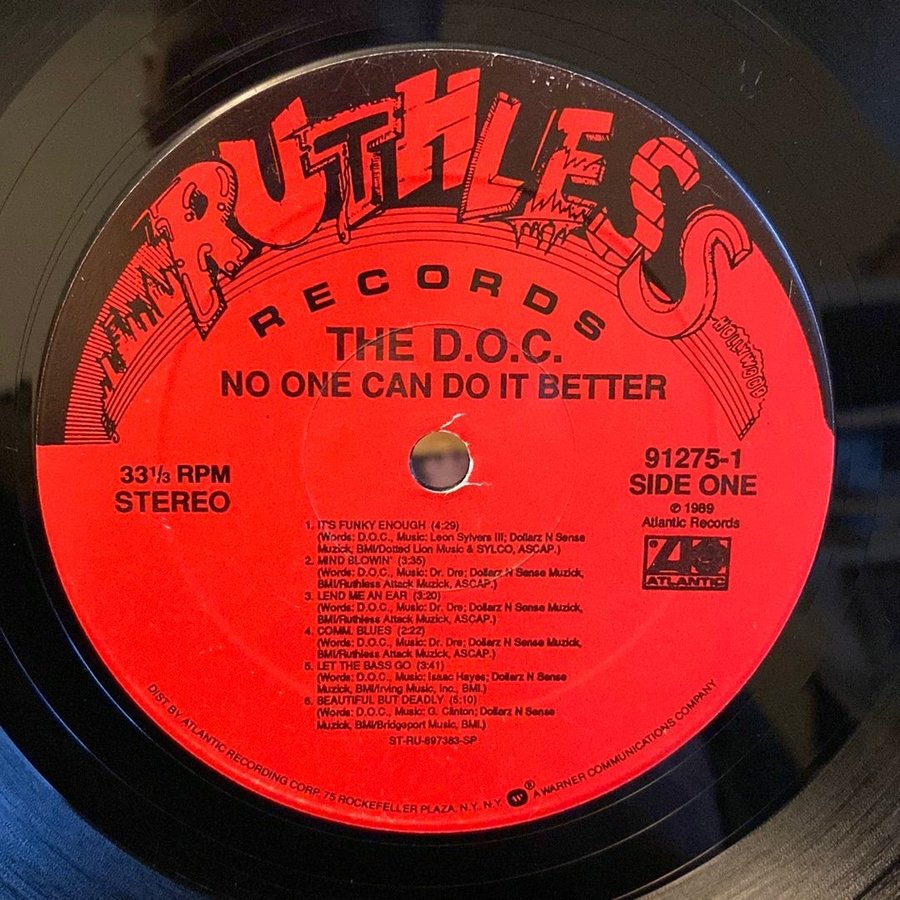 RUTHLESS
RECORDS
HOLLYWOOD
THE D.O.C.
NO ONE CAN DO IT BETTER
33 1/3 RPM
STEREO
91275-1
SIDE ONE
℗ 1989
Atlantic Records
ATLANTIC
1. IT'S FUNKY ENOUGH (4:29)
(Words: D.O.C., Music: Leon Sylvers III; Dollarz N Sense
Muzick, BMI/Dotted Lion Music & SYLCO, ASCAP.)
2. MIND BLOWIN' (3:35)
(Words: D.O.C., Music: Dr. Dre; Dollarz N Sense Muzick,
BMI/Ruthless Attack Muzick, ASCAP.)
3. LEND ME AN EAR (3:20)
(Words: D.O.C., Music: Dr. Dre; Dollarz N Sense Muzick,
BMI/Ruthless Attack Muzick, ASCAP.)
4. COMM. BLUES (2:22)
(Words: D.O.C., Music: Dr. Dre; Dollarz N Sense Muzick,
BMI/Ruthless Attack Muzick, ASCAP.)
5. LET THE BASS GO (3:41)
(Words: D.O.C., Music: Isaac Hayes; Dollarz N Sense
Muzick, BMI/Irving Music, Inc., BMI.)
6. BEAUTIFUL BUT DEADLY (5:10)
(Words: D.O.C., Music: G. Clinton; Dollarz N Sense
Muzick, BMI/Bridgeport Music, BMI.)
ST-RU-897383-SP
DIST BY ATLANTIC RECORDING CORP. 75 ROCKEFELLER PLAZA, N.Y. N.Y. ® A WARNER COMMUNICATIONS COMPANY